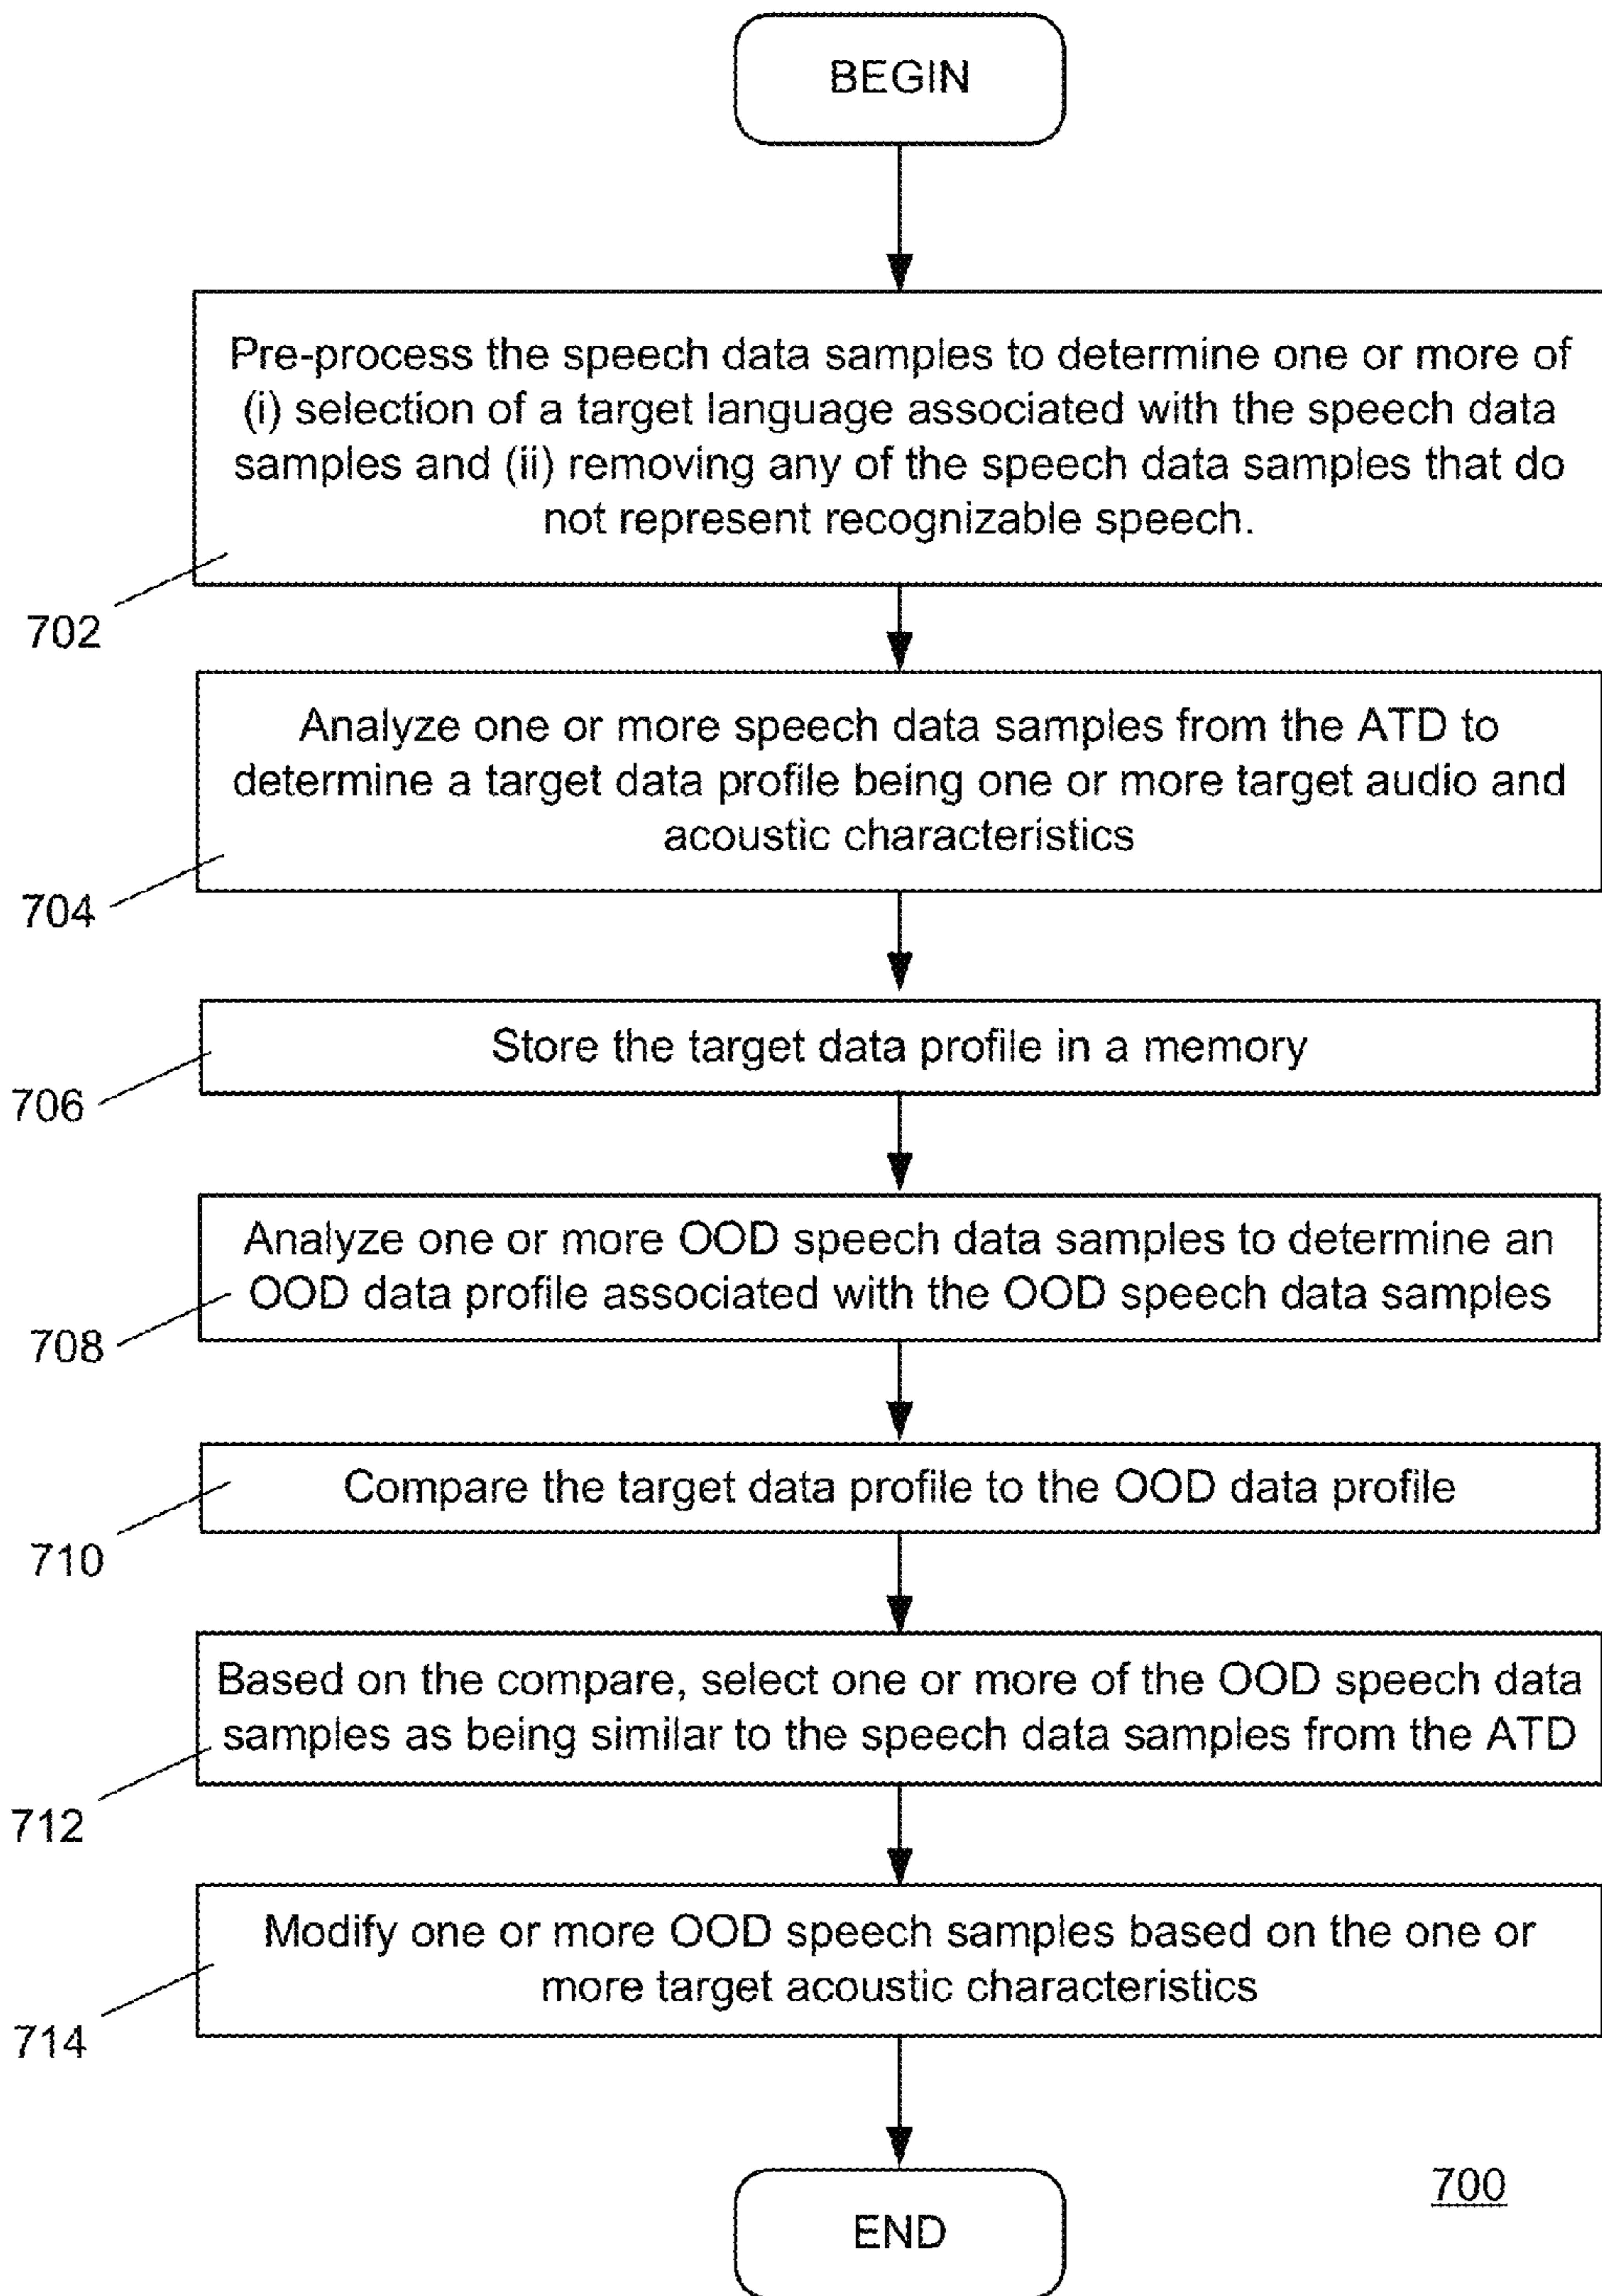 BEGIN
Pre-process the speech data samples to determine one or more of
(i) selection of a target language associated with the speech data
samples and (ii) removing any of the speech data samples that do
not represent recognizable speech.
702
Analyze one or more speech data samples from the ATD to
determine a target data profile being one or more target audio and
acoustic characteristics
704
Store the target data profile in a memory
706
Analyze one or more OOD speech data samples to determine an
OOD data profile associated with the OOD speech data samples
708
Compare the target data profile to the OOD data profile
710
Based on the compare, select one or more of the OOD speech data
samples as being similar to the speech data samples from the ATD
712
Modify one or more OOD speech samples based on the one or
more target acoustic characteristics
714
700
END